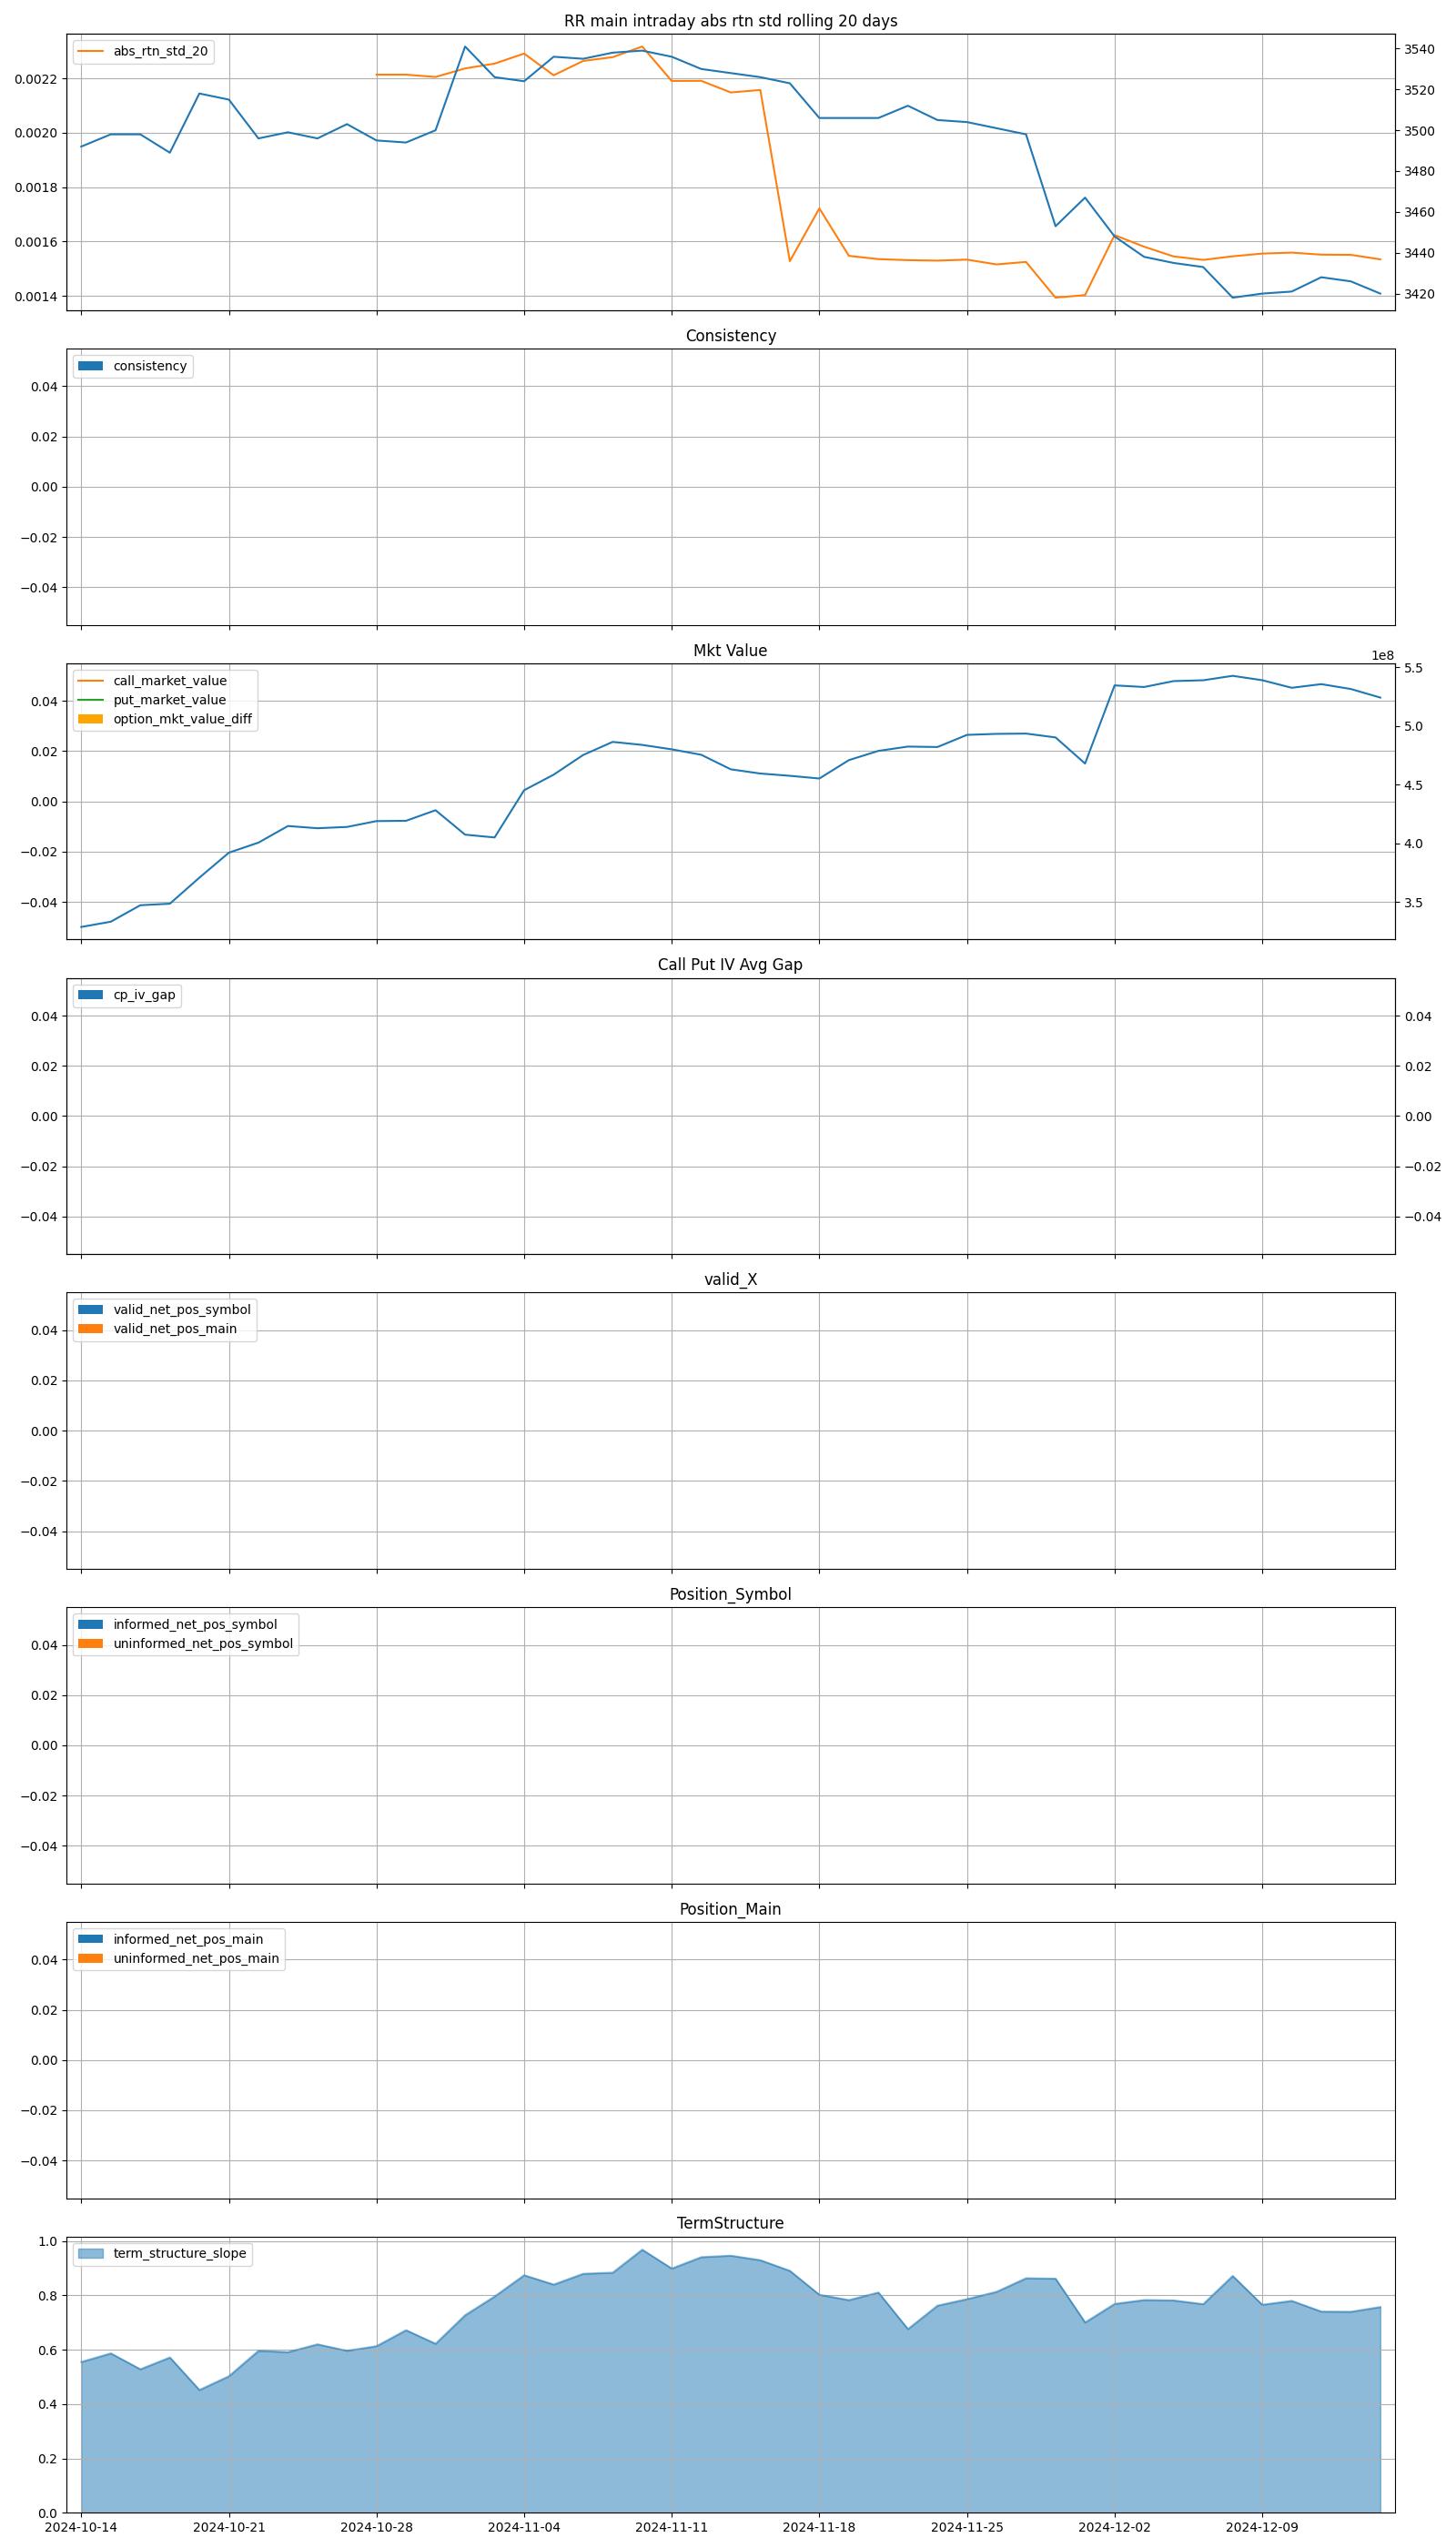 RR main intraday abs rtn std rolling 20 days
abs_rtn_std_20
0.0022
0.0020
0.0018
0.0016
0.0014
3540
3520
3500
3480
3460
3440
3420
Consistency
consistency
0.04
0.02
0.00
−0.02
−0.04
Mkt Value
1e8
call_market_value
put_market_value
option_mkt_value_diff
0.04
0.02
0.00
−0.02
−0.04
5.5
5.0
4.5
4.0
3.5
Call Put IV Avg Gap
cp_iv_gap
0.04
0.02
0.00
−0.02
−0.04
0.04
0.02
0.00
−0.02
−0.04
valid_X
valid_net_pos_symbol
valid_net_pos_main
0.04
0.02
0.00
−0.02
−0.04
Position_Symbol
informed_net_pos_symbol
uninformed_net_pos_symbol
0.04
0.02
0.00
−0.02
−0.04
Position_Main
informed_net_pos_main
uninformed_net_pos_main
0.04
0.02
0.00
−0.02
−0.04
TermStructure
term_structure_slope
1.0
0.8
0.6
0.4
0.2
0.0
2024-10-14 2024-10-21 2024-10-28 2024-11-04 2024-11-11 2024-11-18 2024-11-25 2024-12-02 2024-12-09